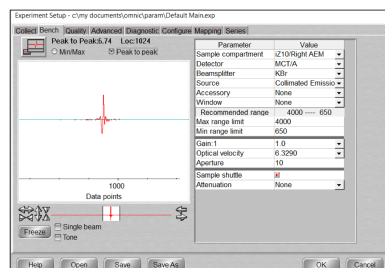 Experiment Setup - c:\my documents\omnic\param\Default Main.exp
Collect Bench Quality Advanced Diagnostic Configure Mapping Series
Peak to Peak:5.74 Loc:1024
Min/Max Peak to peak
1000
Data points
Freeze
Single beam
Tone
Parameter Value
Sample compartment iZ10/Right AEM
Detector MCT/A
Beamsplitter KBr
Source Collimated Emissio
Accessory None
Window None
Recommended range 4000 ---- 650
Max range limit 4000
Min range limit 650
Gain:1 1.0
Optical velocity 6.3290
Aperture 10
Sample shuttle
Attenuation None
Help Open Save Save As OK Cancel